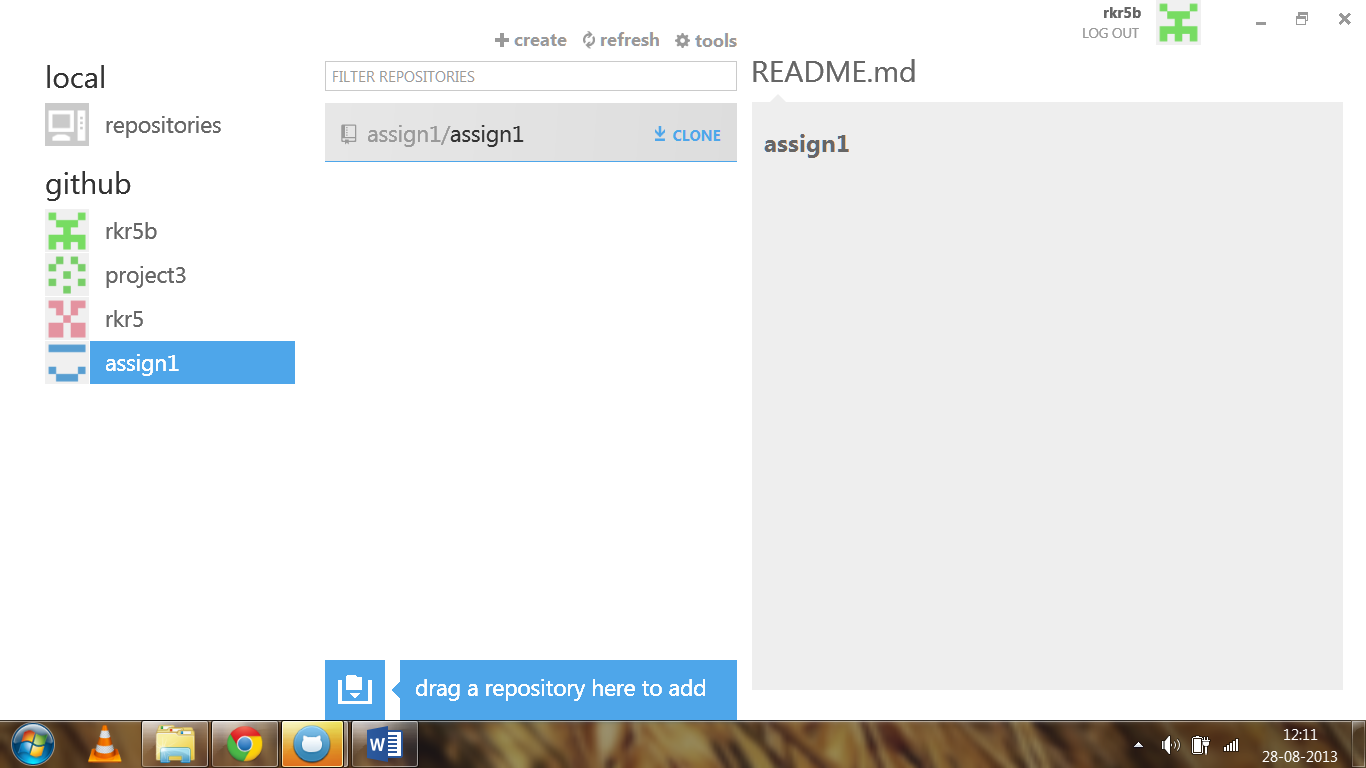 rkr5b
LOG OUT
create refresh tools
local
repositories
github
rkr5b
project3
rkr5
assign1
FILTER REPOSITORIES
assign1/assign1 CLONE
drag a repository here to add
README.md
assign1
W
12:11
28-08-2013